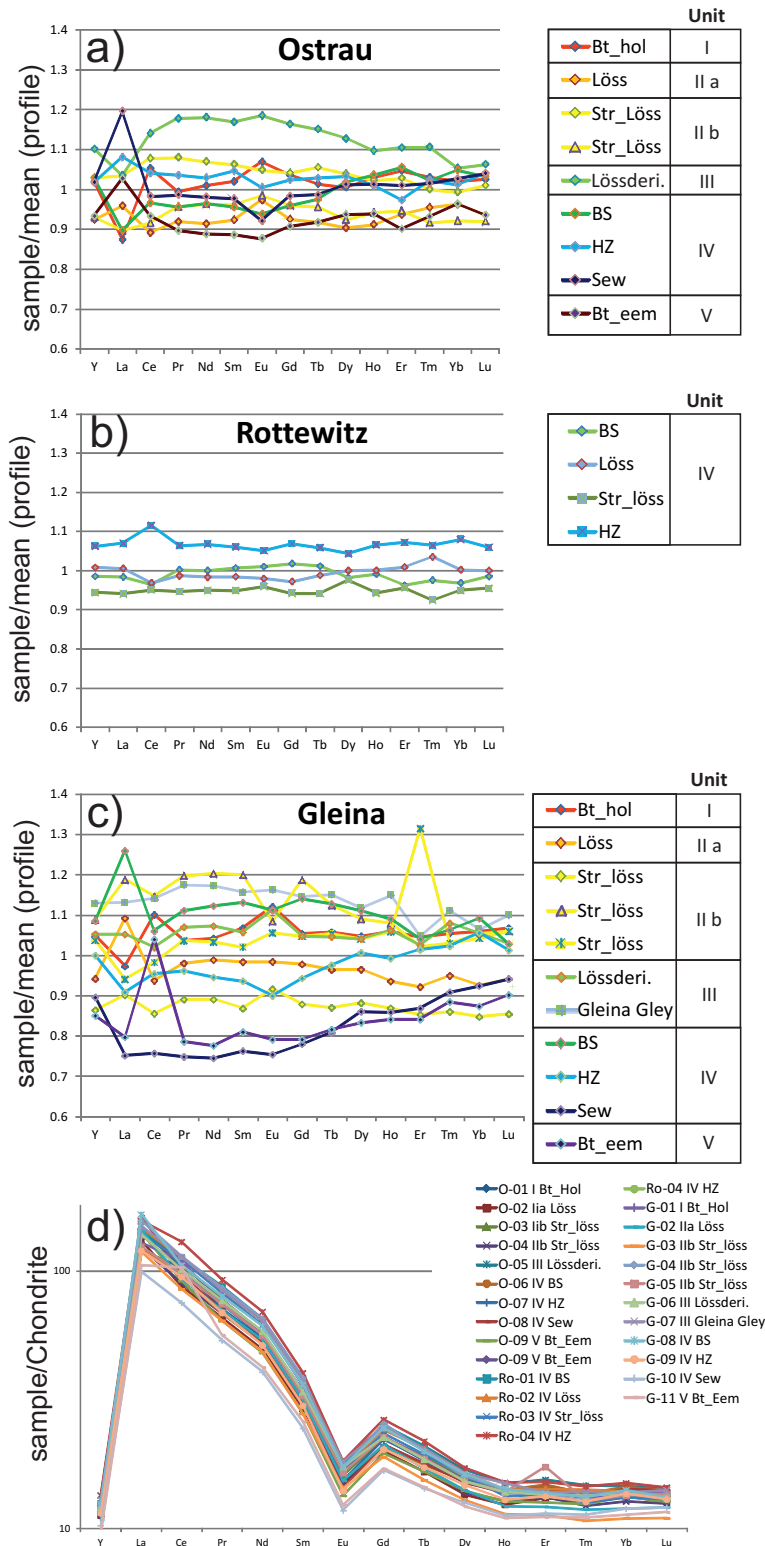 a)
Ostrau
sample/mean (profile)
1.4
1.3
1.2
1.1
1
0.9
0.8
0.7
0.6
Y La Ce Pr Nd Sm Eu Gd Tb Dy Ho Er Tm Yb Lu
Unit
Bt_hol I
Löss II a
Str_Löss
Str_Löss
II b
Lössderi. III
BS
HZ
Sew
IV
Bt_eem V
b)
Rottewitz
sample/mean (profile)
1.4
1.3
1.2
1.1
1
0.9
0.8
0.7
0.6
Y La Ce Pr Nd Sm Eu Gd Tb Dy Ho Er Tm Yb Lu
Unit
BS
Löss
Str_löss
HZ
IV
c)
Gleina
sample/mean (profile)
1.4
1.3
1.2
1.1
1
0.9
0.8
0.7
0.6
Y La Ce Pr Nd Sm Eu Gd Tb Dy Ho Er Tm Yb Lu
Unit
Bt_hol I
Löss II a
Str_löss
Str_löss
Str_löss
II b
Lössderi.
Gleina Gley
III
BS
HZ
Sew
IV
Bt_eem V
d)
sample/Chondrite
100
10
Y La Ce Pr Nd Sm Eu Gd Tb Dy Ho Er Tm Yb Lu
O-01 I Bt_Hol
O-02 Iia Löss
O-03 Iib Str_löss
O-04 IIb Str_löss
O-05 III Lössderi.
O-06 IV BS
O-07 IV HZ
O-08 IV Sew
O-09 V Bt_Eem
O-09 V Bt_Eem
Ro-01 IV BS
Ro-02 IV Löss
Ro-03 IV Str_löss
Ro-04 IV HZ
Ro-04 IV HZ
G-01 I Bt_Hol
G-02 IIa Löss
G-03 IIb Str_löss
G-04 IIb Str_löss
G-05 IIb Str_löss
G-06 III Lössderi.
G-07 III Gleina Gley
G-08 IV BS
G-09 IV HZ
G-10 IV Sew
G-11 V Bt_Eem